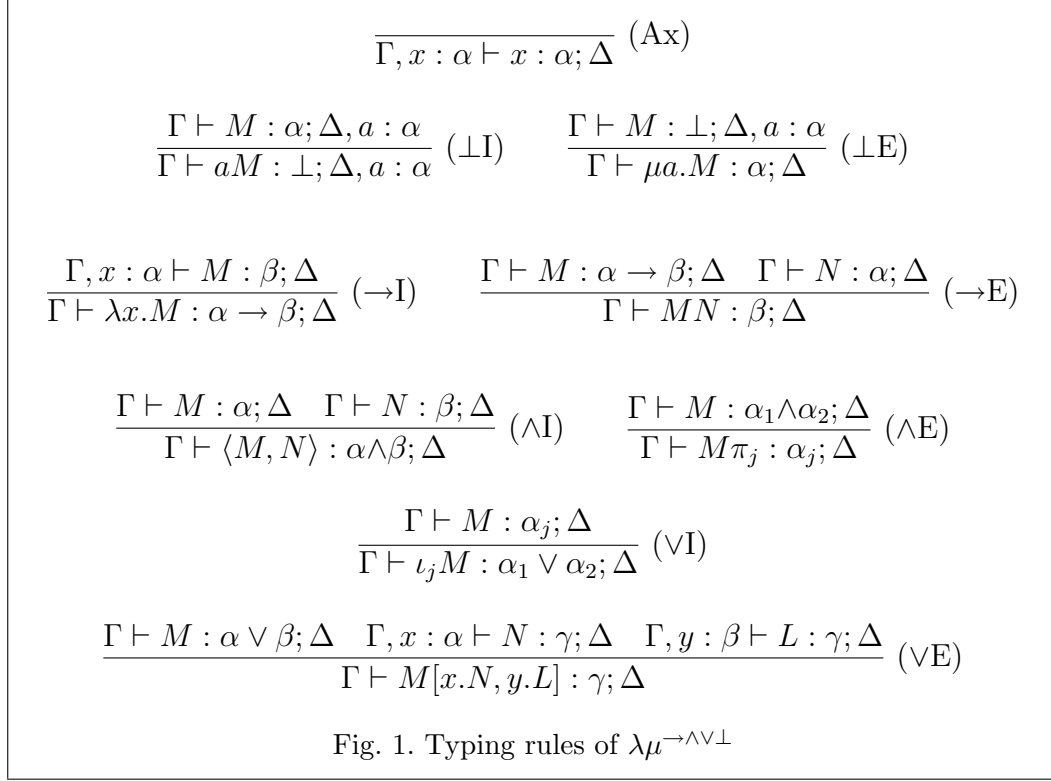 Γ, x : α ⊢ x : α; Δ (Ax)
Γ ⊢ M : α; Δ, a : α    Γ ⊢ M : ⊥; Δ, a : α
Γ ⊢ aM : ⊥; Δ, a : α (⊥I)    Γ ⊢ μa.M : α; Δ (⊥E)
Γ, x : α ⊢ M : β; Δ    Γ ⊢ M : α → β; Δ   Γ ⊢ N : α; Δ
Γ ⊢ λx.M : α → β; Δ (→I)    Γ ⊢ MN : β; Δ (→E)
Γ ⊢ M : α; Δ   Γ ⊢ N : β; Δ    Γ ⊢ M : α₁∧α₂; Δ
Γ ⊢ ⟨M, N⟩ : α∧β; Δ (∧I)    Γ ⊢ Mπⱼ : αⱼ; Δ (∧E)
Γ ⊢ M : αⱼ; Δ
Γ ⊢ ιⱼM : α₁ ∨ α₂; Δ (∨I)
Γ ⊢ M : α ∨ β; Δ   Γ, x : α ⊢ N : γ; Δ   Γ, y : β ⊢ L : γ; Δ
Γ ⊢ M[x.N, y.L] : γ; Δ (∨E)
Fig. 1. Typing rules of λμ^{→∧∨⊥}